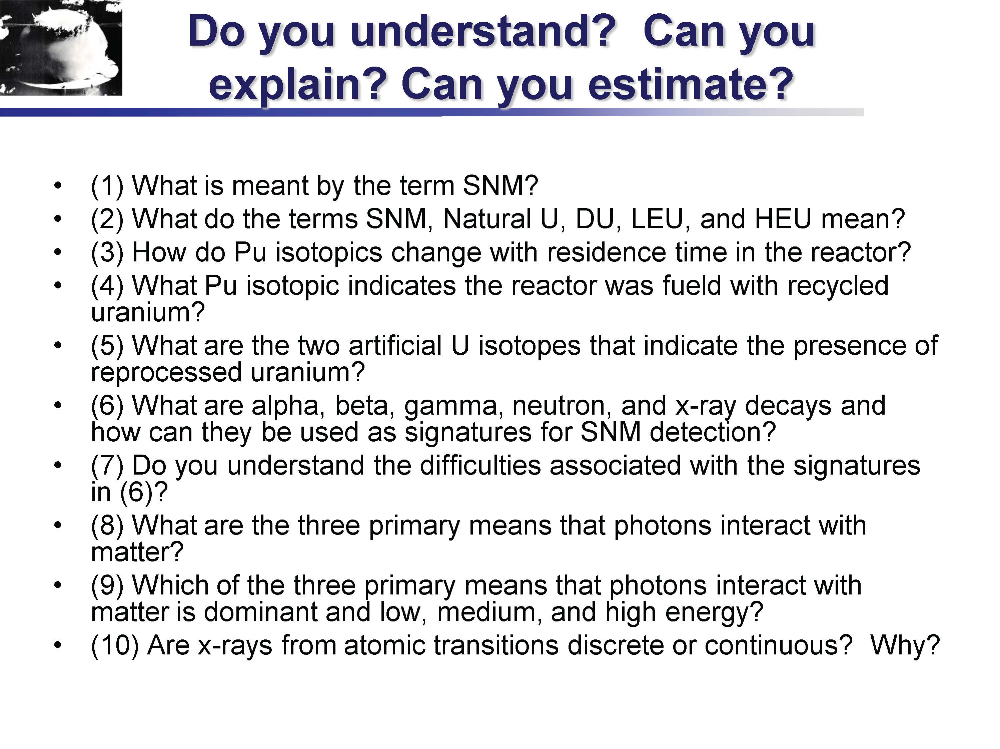 Do you understand?  Can you
explain? Can you estimate?
• (1) What is meant by the term SNM?
• (2) What do the terms SNM, Natural U, DU, LEU, and HEU mean?
• (3) How do Pu isotopics change with residence time in the reactor?
• (4) What Pu isotopic indicates the reactor was fueld with recycled
uranium?
• (5) What are the two artificial U isotopes that indicate the presence of
reprocessed uranium?
• (6) What are alpha, beta, gamma, neutron, and x-ray decays and
how can they be used as signatures for SNM detection?
• (7) Do you understand the difficulties associated with the signatures
in (6)?
• (8) What are the three primary means that photons interact with
matter?
• (9) Which of the three primary means that photons interact with
matter is dominant and low, medium, and high energy?
• (10) Are x-rays from atomic transitions discrete or continuous?  Why?